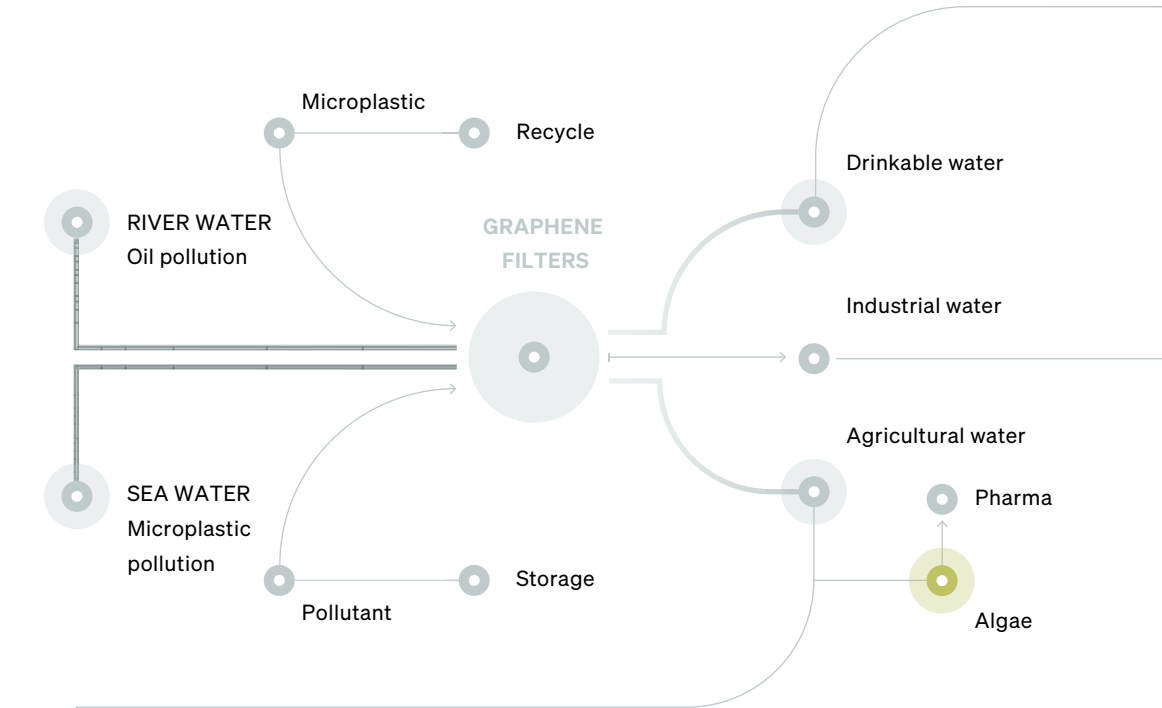 Microplastic
Recycle
Drinkable water
RIVER WATER
Oil pollution
GRAPHENE
FILTERS
Industrial water
Agricultural water
SEA WATER
Microplastic
pollution
Pharma
Storage
Pollutant
Algae